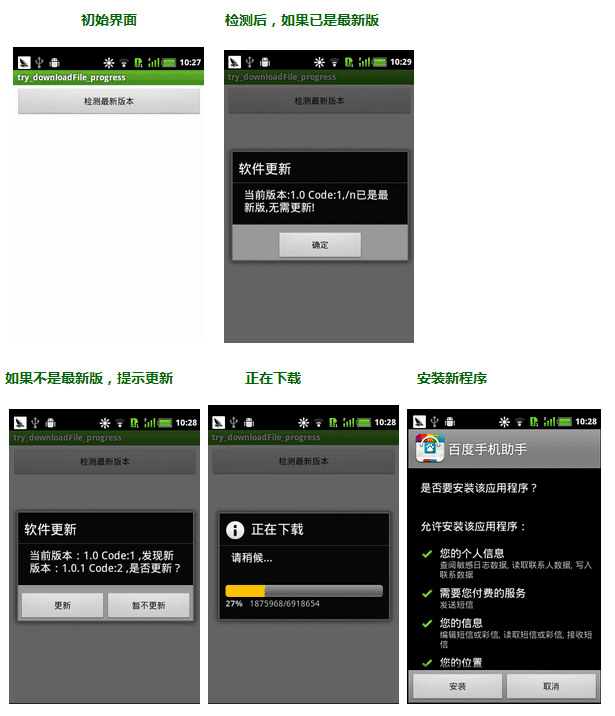 初始界面
检测后，如果已是最新版
10:27
try_downloadFile_progress
检测最新版本
10:29
try_downloadFile_progress
检测最新版本
软件更新
当前版本:1.0 Code:1,/n已是最
新版,无需更新!
确定
如果不是最新版，提示更新
正在下载
安装新程序
10:28
try_downloadFile_progress
检测最新版本
软件更新
当前版本：1.0 Code:1 ,发现新
版本：1.0.1 Code:2 ,是否更新？
更新
暂不更新
10:28
try_downloadFile_progress
检测最新版本
正在下载
请稍候...
27% 1875968/6918654
10:28
百度手机助手
是否要安装该应用程序？
允许安装该应用程序：
您的个人信息
查阅敏感日志数据, 读取联系人数据, 写入
联系数据
需要您付费的服务
发送短信
您的信息
编辑短信或彩信, 读取短信或彩信, 接收短
信
您的位置
安装
取消